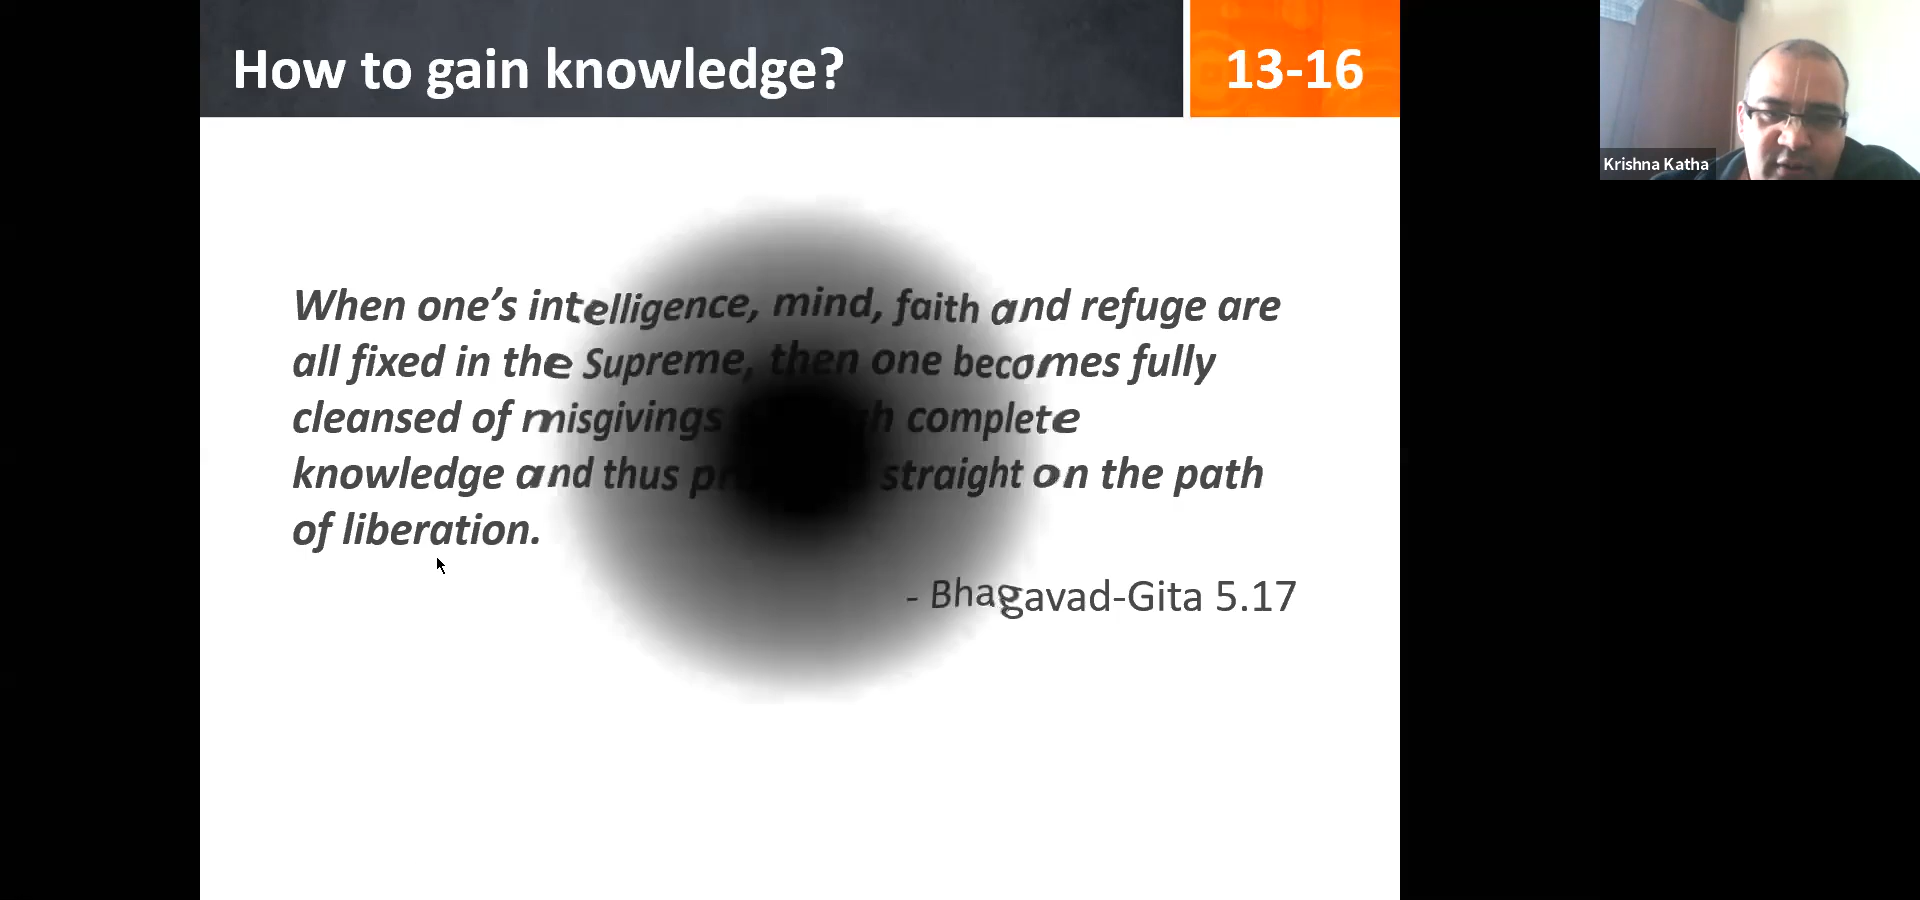 How to gain knowledge?
13-16
Krishna Katha
When one's intelligence, mind, faith and refuge are
all fixed in the Supreme, then one becomes fully
cleansed of misgivings complete
knowledge and thus straight on the path
of liberation.
- Bhagavad-Gita 5.17